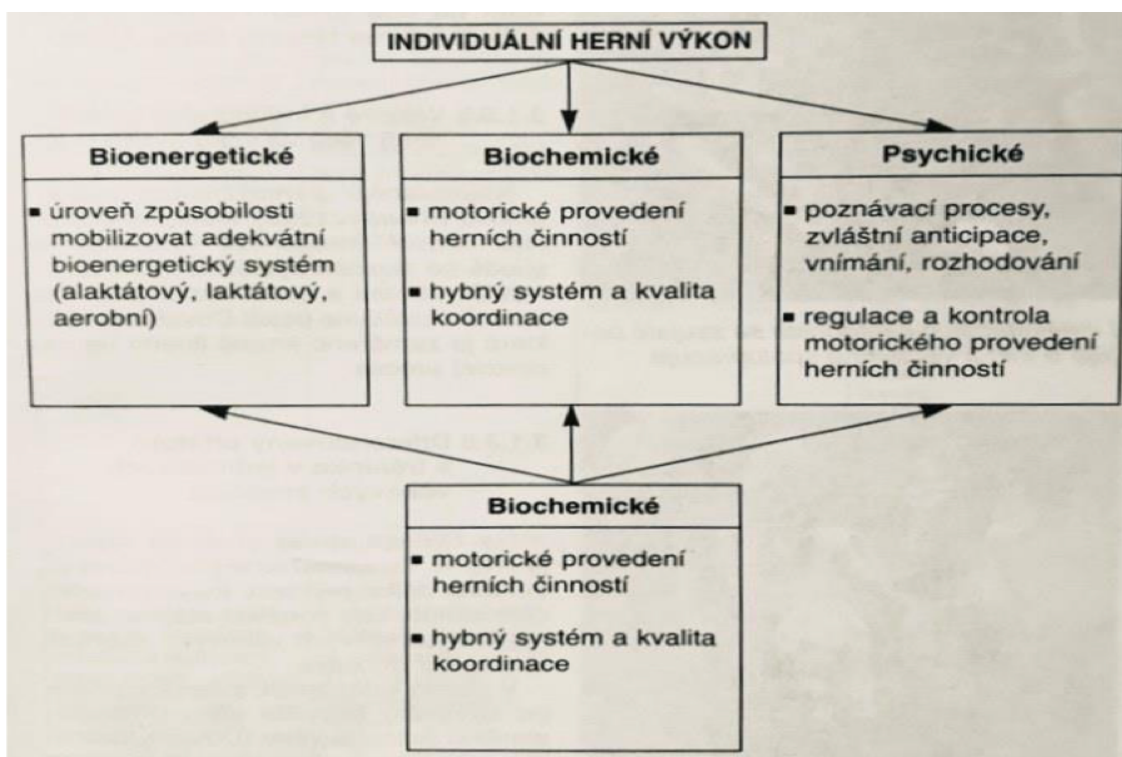 INDIVIDUÁLNÍ HERNÍ VÝKON
Bioenergetické
▪ úroveň způsobilosti
mobilizovat adekvátní
bioenergetický systém
(alaktátový, laktátový,
aerobní)
Biochemické
▪ motorické provedení
herních činností
▪ hybný systém a kvalita
koordinace
Psychické
▪ poznávací procesy,
zvláštní anticipace,
vnímání, rozhodování
▪ regulace a kontrola
motorického provedení
herních činností
Biochemické
▪ motorické provedení
herních činností
▪ hybný systém a kvalita
koordinace